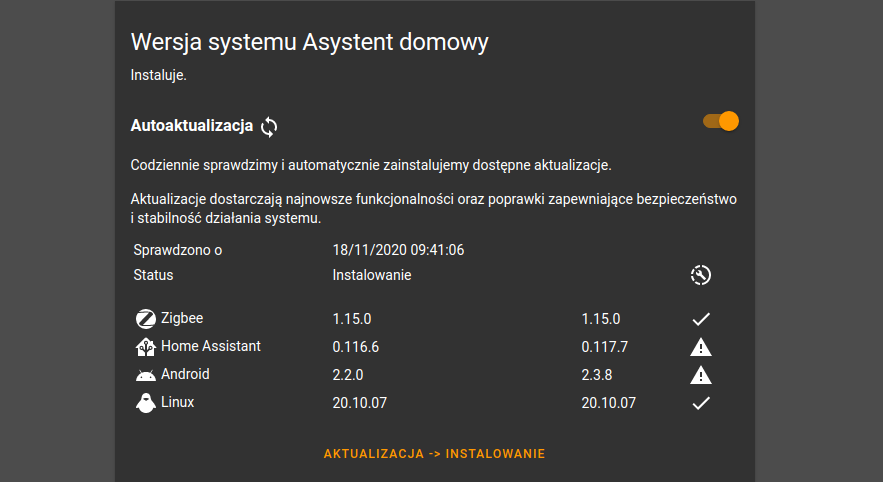 Wersja systemu Asystent domowy
Instaluje.
Autoaktualizacja
Codziennie sprawdzimy i automatycznie zainstalujemy dostępne aktualizacje.
Aktualizacje dostarczają najnowsze funkcjonalności oraz poprawki zapewniające bezpieczeństwo
i stabilność działania systemu.
Sprawdzono o 18/11/2020 09:41:06
Status Instalowanie
Zigbee 1.15.0 1.15.0
Home Assistant 0.116.6 0.117.7
Android 2.2.0 2.3.8
Linux 20.10.07 20.10.07
AKTUALIZACJA -> INSTALOWANIE